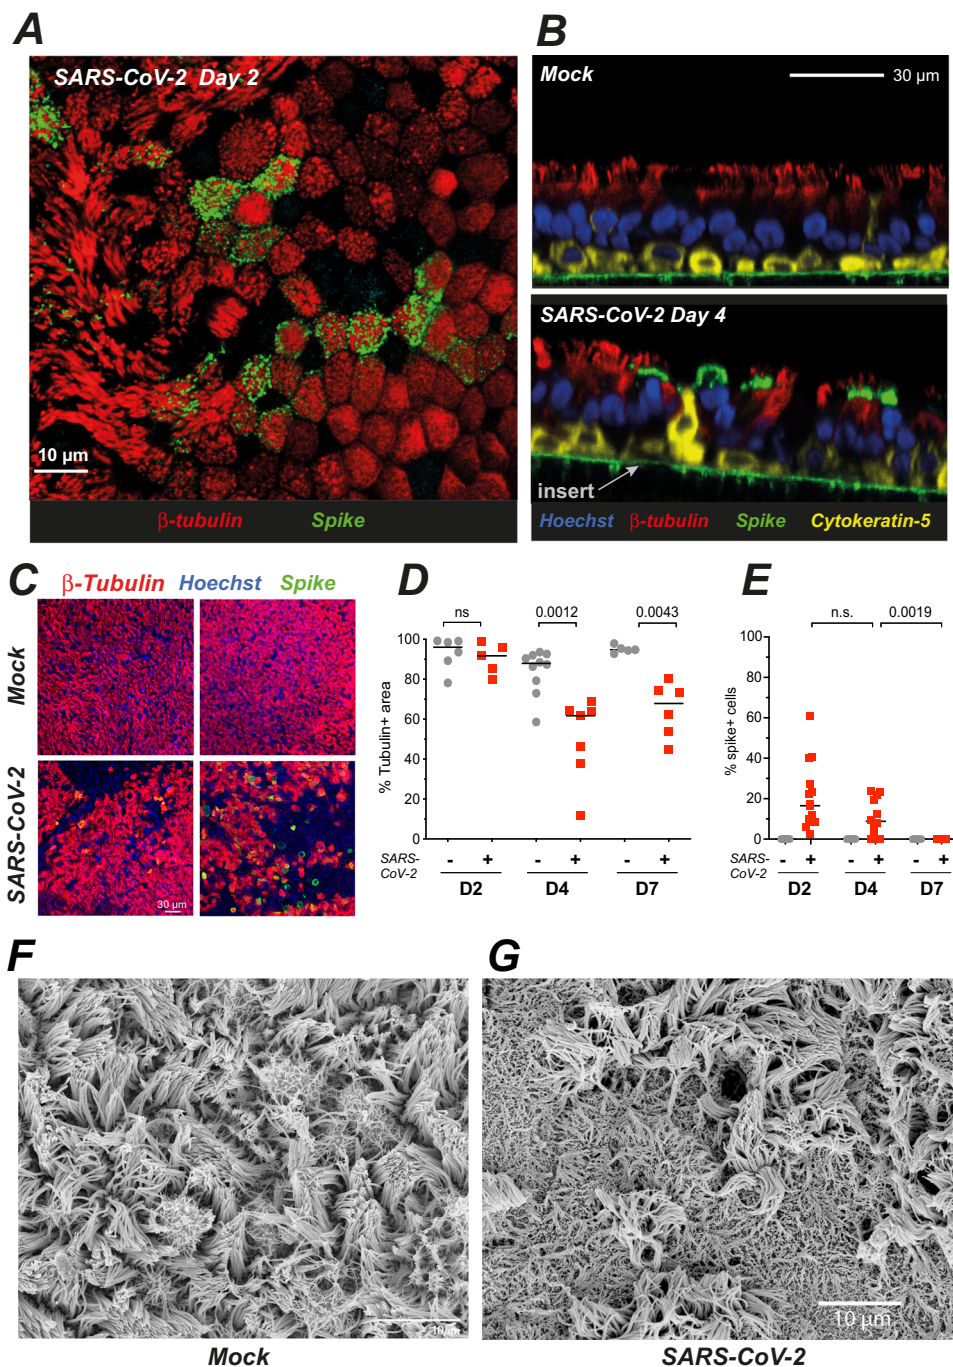 A
SARS-CoV-2 Day 2
10 µm
β-tubulin Spike
B
Mock
30 µm
SARS-CoV-2 Day 4
insert
Hoechst β-tubulin Spike Cytokeratin-5
C
β-Tubulin Hoechst Spike
Mock
SARS-CoV-2
30 µm
D
ns 0.0012 0.0043
% Tubulin+ area
100
80
60
40
20
0
SARS-CoV-2
- + - + - +
D2 D4 D7
E
n.s. 0.0019
% spike+ cells
100
80
60
40
20
0
SARS-CoV-2
- + - + - +
D2 D4 D7
F
10µm
Mock
G
10 µm
SARS-CoV-2